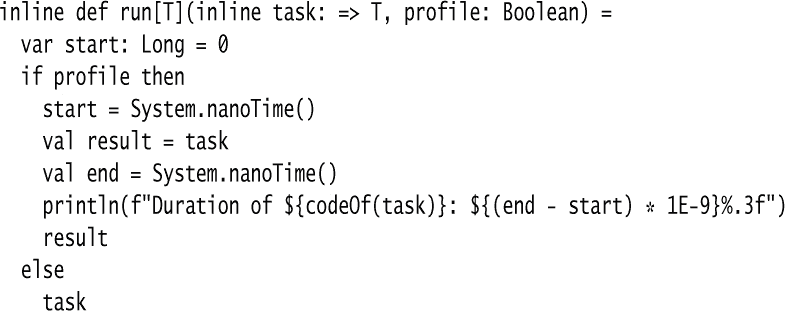 inline def run[T](inline task: => T, profile: Boolean) =
  var start: Long = 0
  if profile then
    start = System.nanoTime()
    val result = task
    val end = System.nanoTime()
    println(f"Duration of ${codeOf(task)}: ${(end - start) * 1E-9}%.3f")
    result
  else
    task